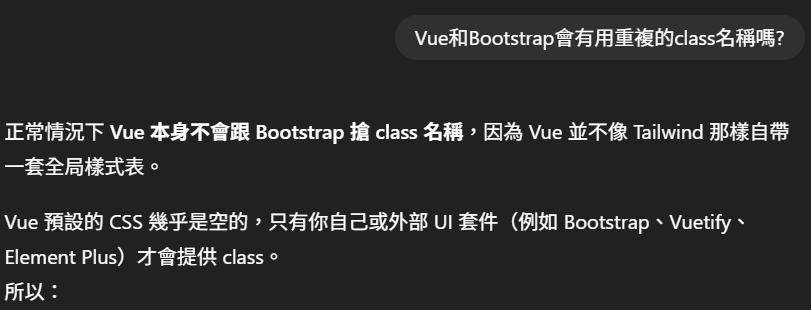 Vue和Bootstrap會有用重複的class名稱嗎?
正常情況下 Vue 本身不會跟 Bootstrap 搶 class 名稱，因為 Vue 並不像 Tailwind 那樣自帶
一套全局樣式表。
Vue 預設的 CSS 幾乎是空的，只有你自己或外部 UI 套件（例如 Bootstrap、Vuetify、
Element Plus）才會提供 class。
所以：